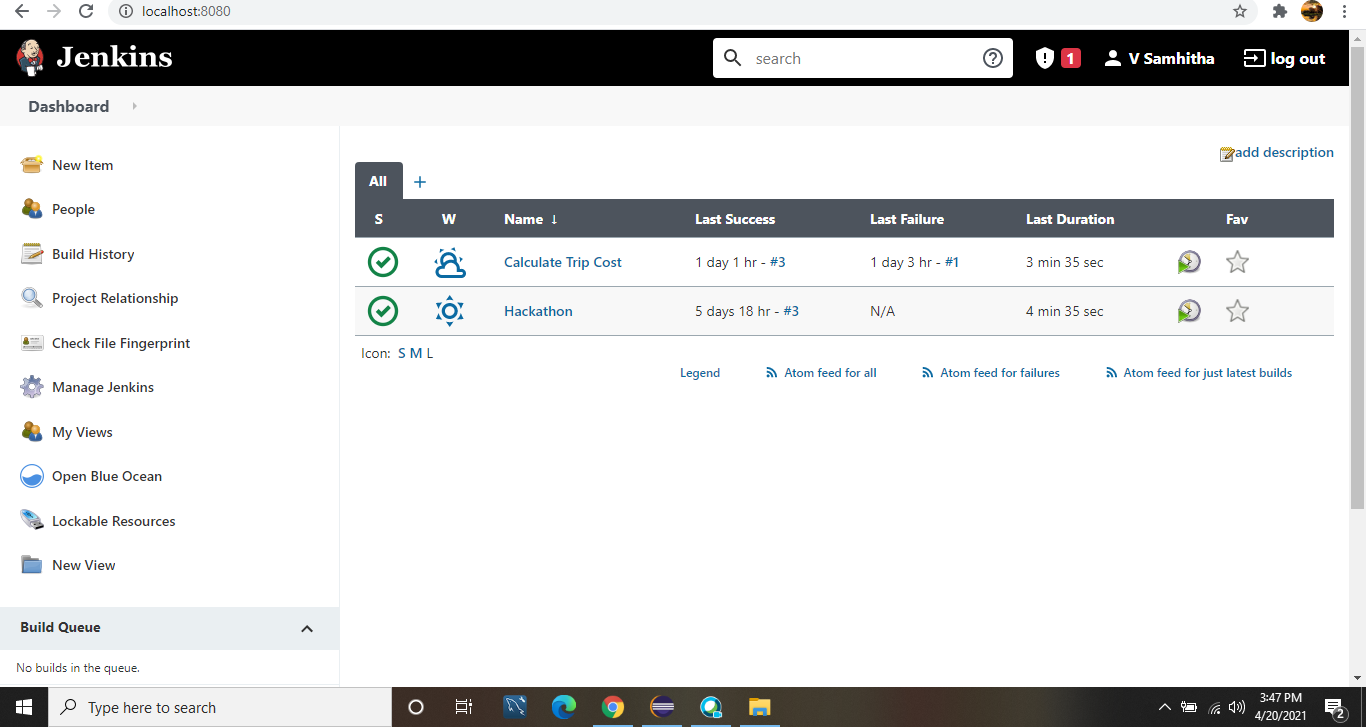 localhost:8080
Jenkins
search
1
V Samhitha
log out
Dashboard
New Item
People
Build History
Project Relationship
Check File Fingerprint
Manage Jenkins
My Views
Open Blue Ocean
Lockable Resources
New View
Build Queue
No builds in the queue.
add description
All +
S W Name ↓ Last Success Last Failure Last Duration Fav
Calculate Trip Cost 1 day 1 hr - #3 1 day 3 hr - #1 3 min 35 sec
Hackathon 5 days 18 hr - #3 N/A 4 min 35 sec
Icon: S M L
Legend Atom feed for all Atom feed for failures Atom feed for just latest builds
Type here to search
3:47 PM
4/20/2021
2